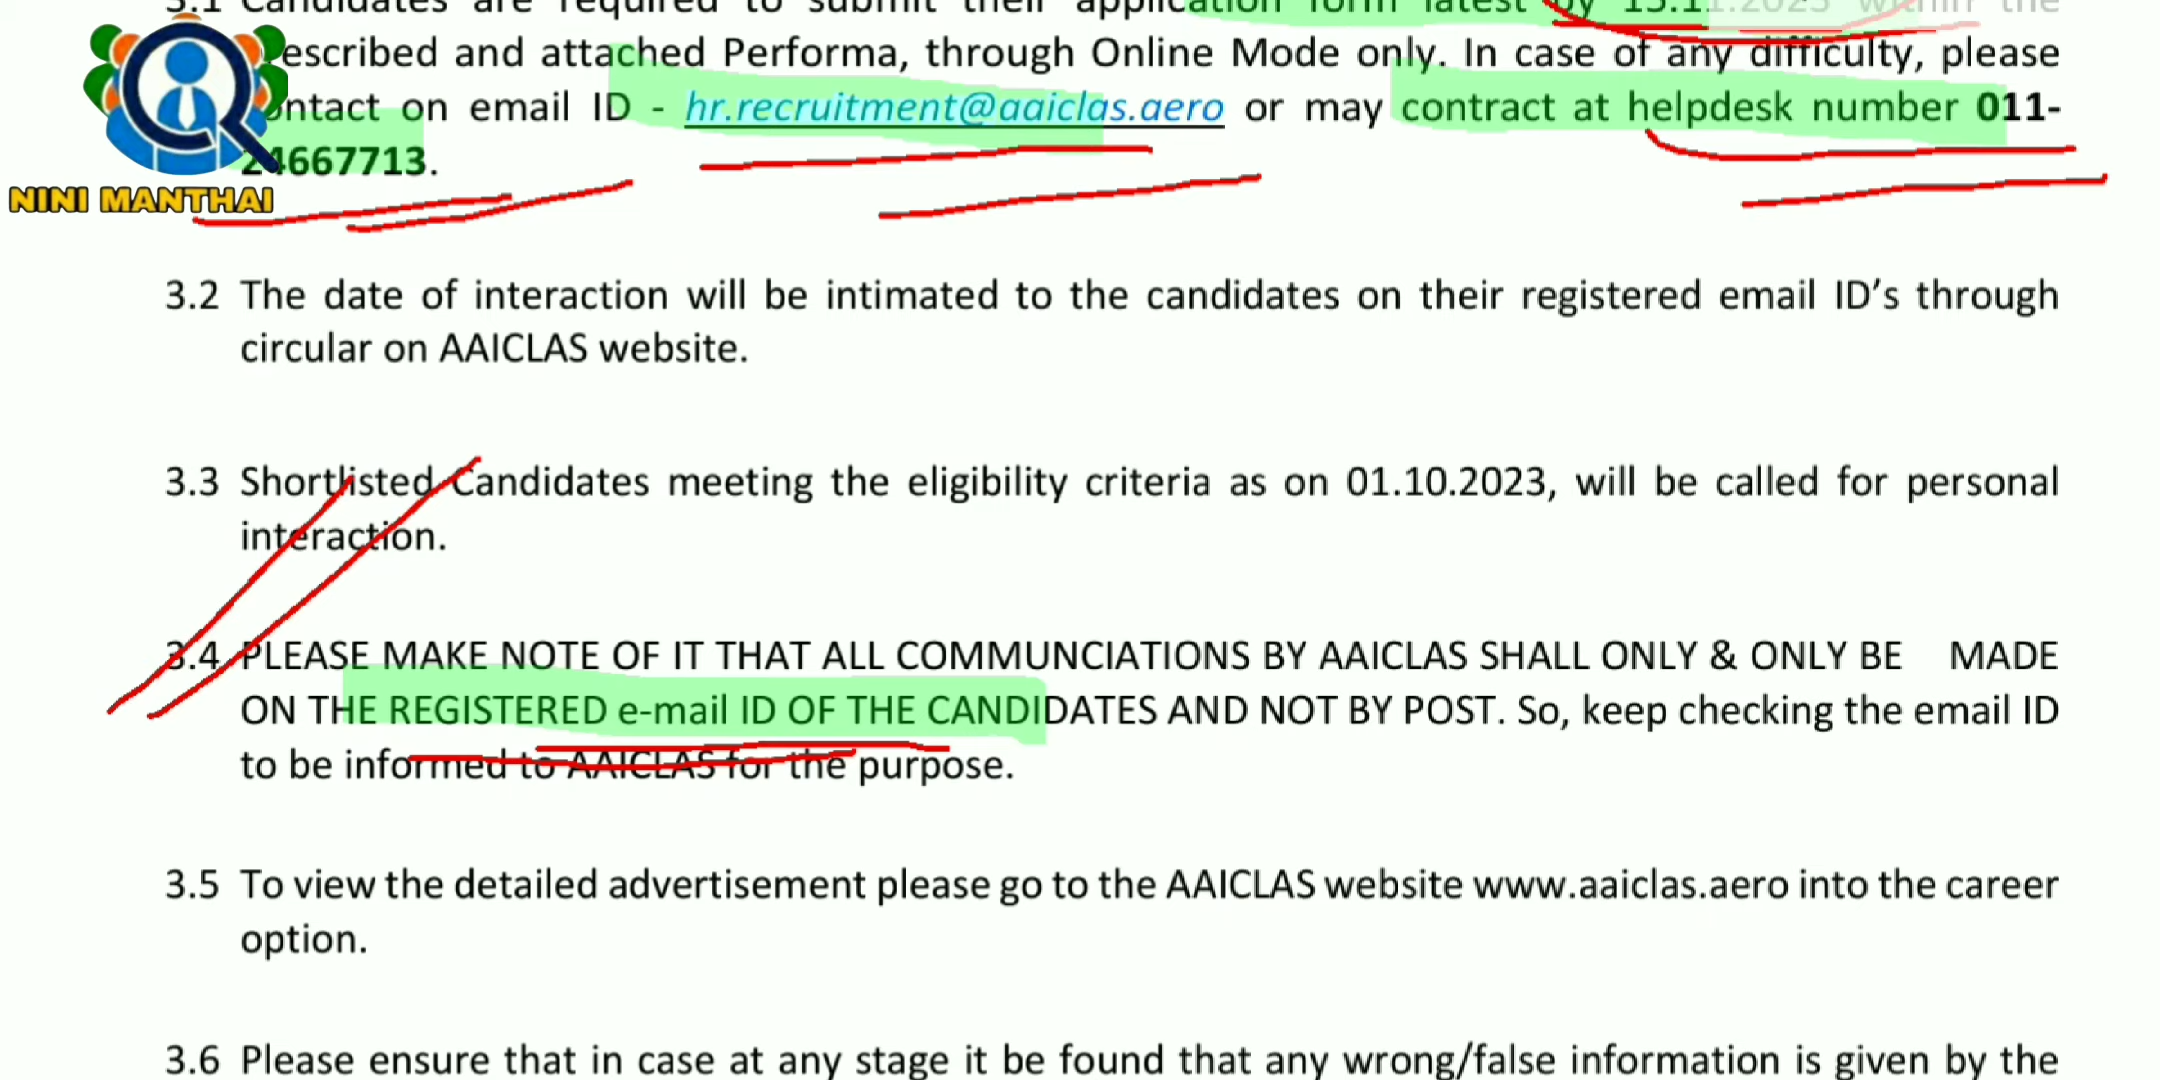 3.1 Candidates are required to submit their application form latest by 15.11.2023 within the
escribed and attached Performa, through Online Mode only. In case of any difficulty, please
ontact on email ID - hr.recruitment@aaiclas.aero or may contract at helpdesk number 011-
24667713.
NINI MANTHAI
3.2 The date of interaction will be intimated to the candidates on their registered email ID’s through
circular on AAICLAS website.
3.3 Shortlisted Candidates meeting the eligibility criteria as on 01.10.2023, will be called for personal
interaction.
3.4 PLEASE MAKE NOTE OF IT THAT ALL COMMUNCIATIONS BY AAICLAS SHALL ONLY & ONLY BE MADE
ON THE REGISTERED e-mail ID OF THE CANDIDATES AND NOT BY POST. So, keep checking the email ID
to be informed to AAICLAS for the purpose.
3.5 To view the detailed advertisement please go to the AAICLAS website www.aaiclas.aero into the career
option.
3.6 Please ensure that in case at any stage it be found that any wrong/false information is given by the